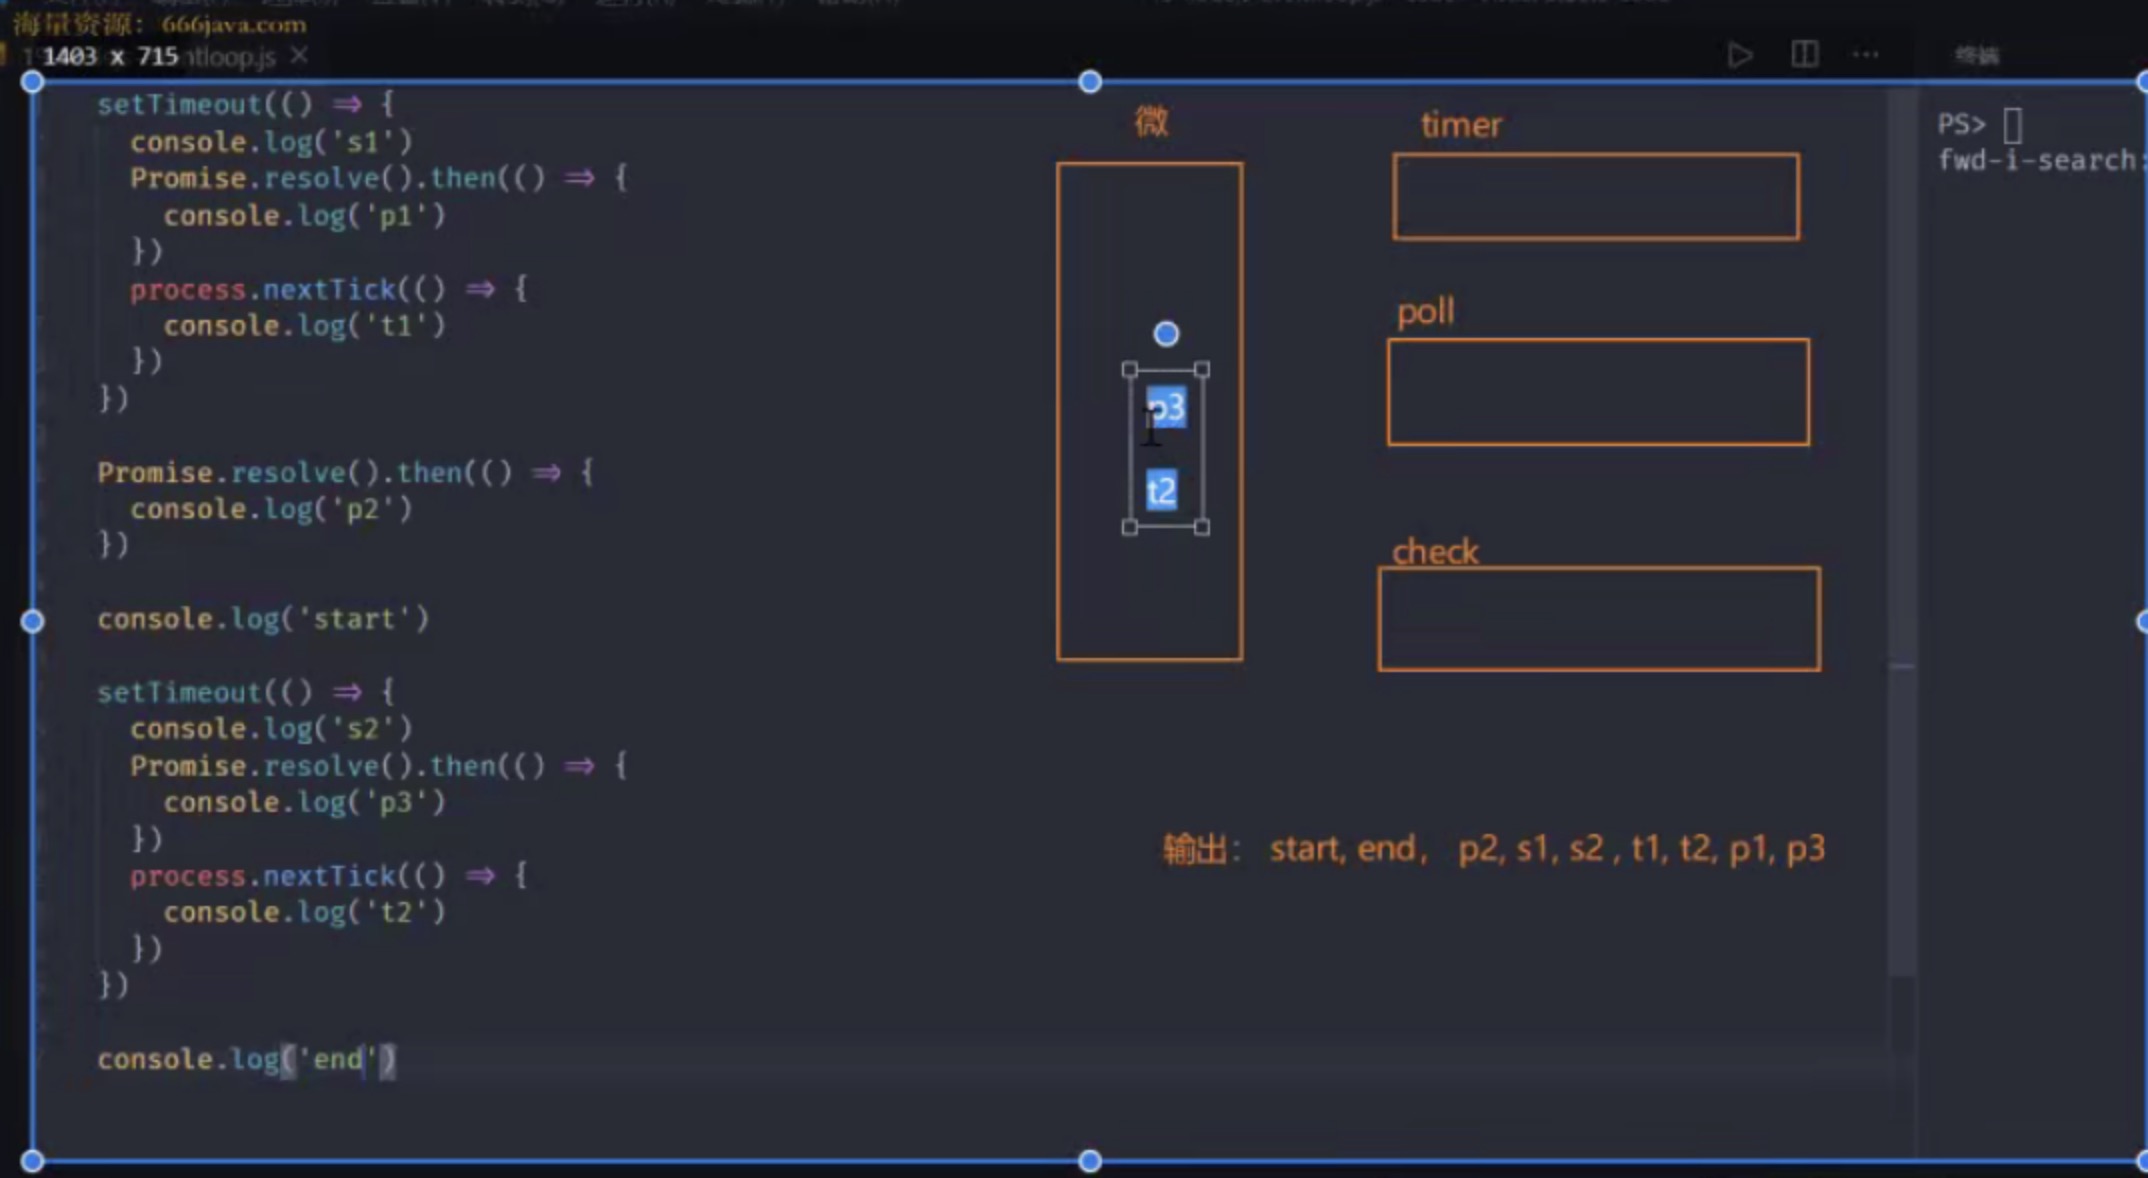 海量资源：666java.com
1403 x 715 ntloop.js
终端
setTimeout(() => {
console.log('s1')
Promise.resolve().then(() => {
console.log('p1')
})
process.nextTick(() => {
console.log('t1')
})
})
Promise.resolve().then(() => {
console.log('p2')
})
console.log('start')
setTimeout(() => {
console.log('s2')
Promise.resolve().then(() => {
console.log('p3')
})
process.nextTick(() => {
console.log('t2')
})
})
console.log('end')
微
p3
t2
timer
poll
check
输出： start, end， p2, s1, s2 , t1, t2, p1, p3
PS>
fwd-i-search: